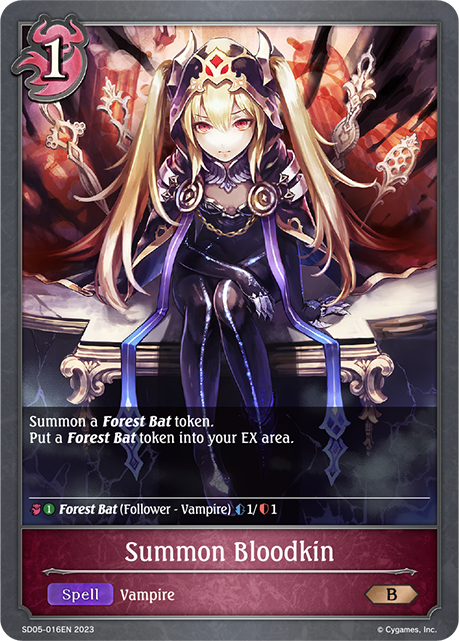 1
Summon a Forest Bat token.
Put a Forest Bat token into your EX area.
1 Forest Bat (Follower - Vampire) 1/ 1
Summon Bloodkin
Spell Vampire B
SD05-016EN 2023 © Cygames, Inc.